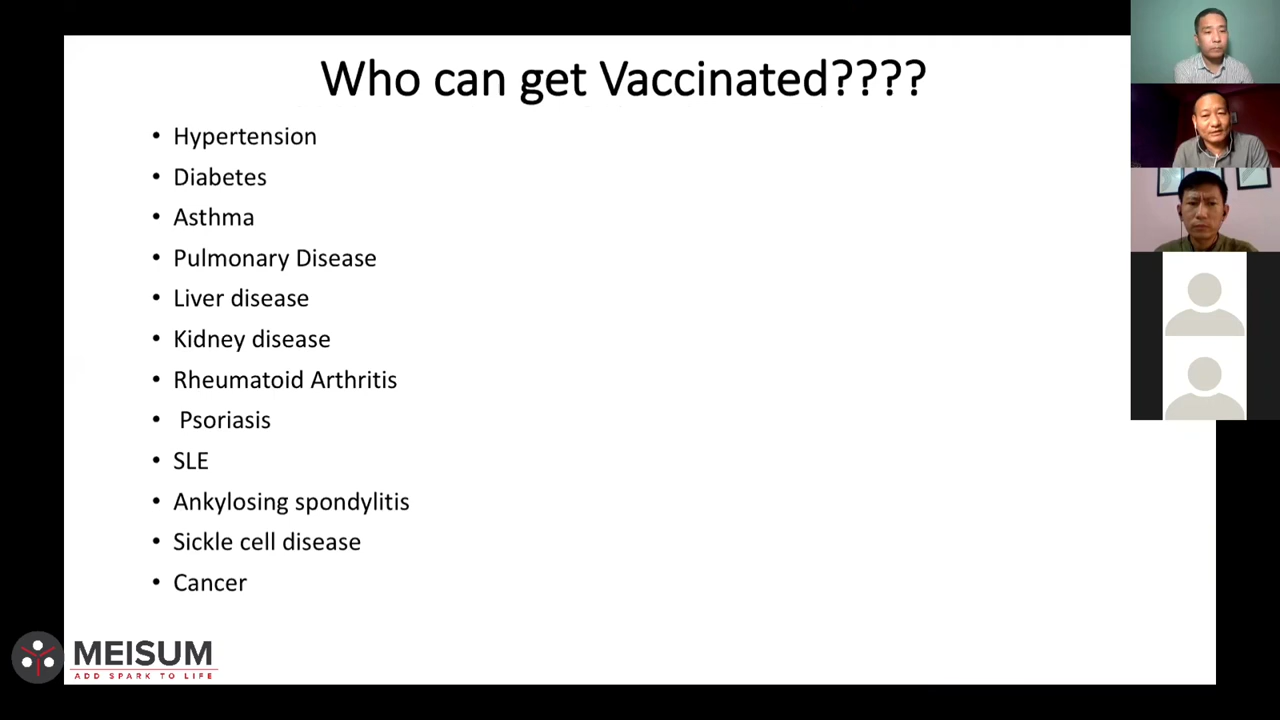 Who can get Vaccinated????
• Hypertension
• Diabetes
• Asthma
• Pulmonary Disease
• Liver disease
• Kidney disease
• Rheumatoid Arthritis
• Psoriasis
• SLE
• Ankylosing spondylitis
• Sickle cell disease
• Cancer
MEISUM
ADD SPARK TO LIFE